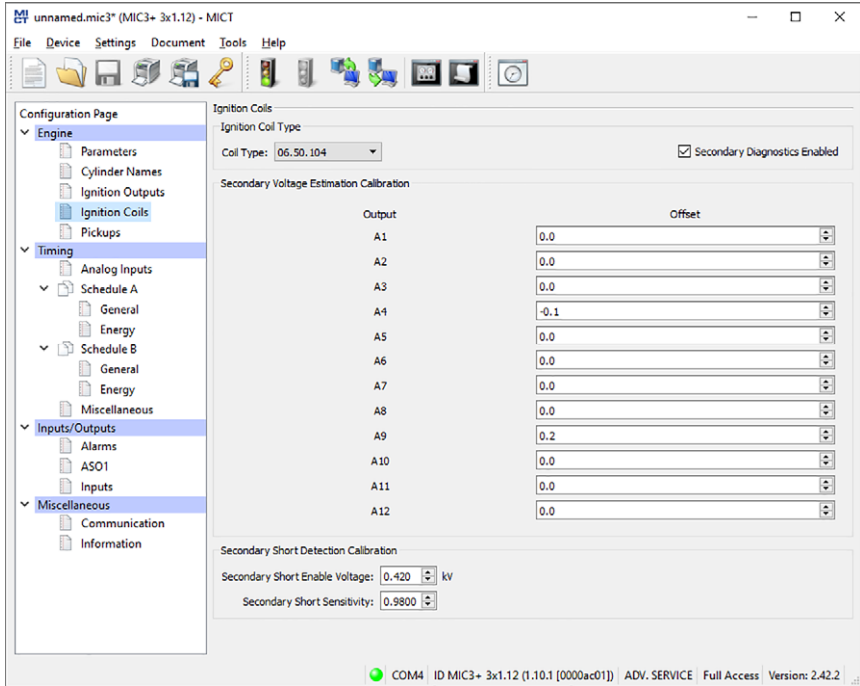 MICT unnamed.mic3* (MIC3+ 3x1.12) - MICT
File Device Settings Document Tools Help
Configuration Page
Engine
Parameters
Cylinder Names
Ignition Outputs
Ignition Coils
Pickups
Timing
Analog Inputs
Schedule A
General
Energy
Schedule B
General
Energy
Miscellaneous
Inputs/Outputs
Alarms
ASO1
Inputs
Miscellaneous
Communication
Information
Ignition Coils
Ignition Coil Type
Coil Type: 06.50.104
Secondary Diagnostics Enabled
Secondary Voltage Estimation Calibration
Output Offset
A1 0.0
A2 0.0
A3 0.0
A4 -0.1
A5 0.0
A6 0.0
A7 0.0
A8 0.0
A9 0.2
A10 0.0
A11 0.0
A12 0.0
Secondary Short Detection Calibration
Secondary Short Enable Voltage: 0.420 kV
Secondary Short Sensitivity: 0.9800
COM4 ID MIC3+ 3x1.12 (1.10.1 [0000ac01]) ADV. SERVICE Full Access Version: 2.42.2